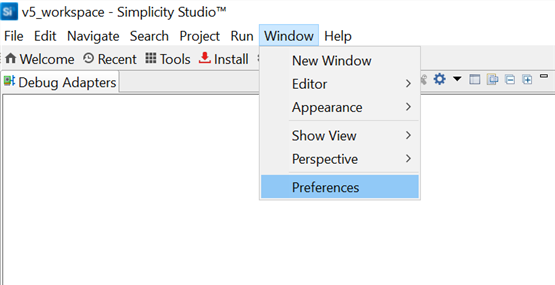 Si v5_workspace - Simplicity Studio™
File Edit Navigate Search Project Run Window Help
Welcome Recent Tools Install
New Window
Debug Adapters
Editor
Appearance
Show View
Perspective
Preferences